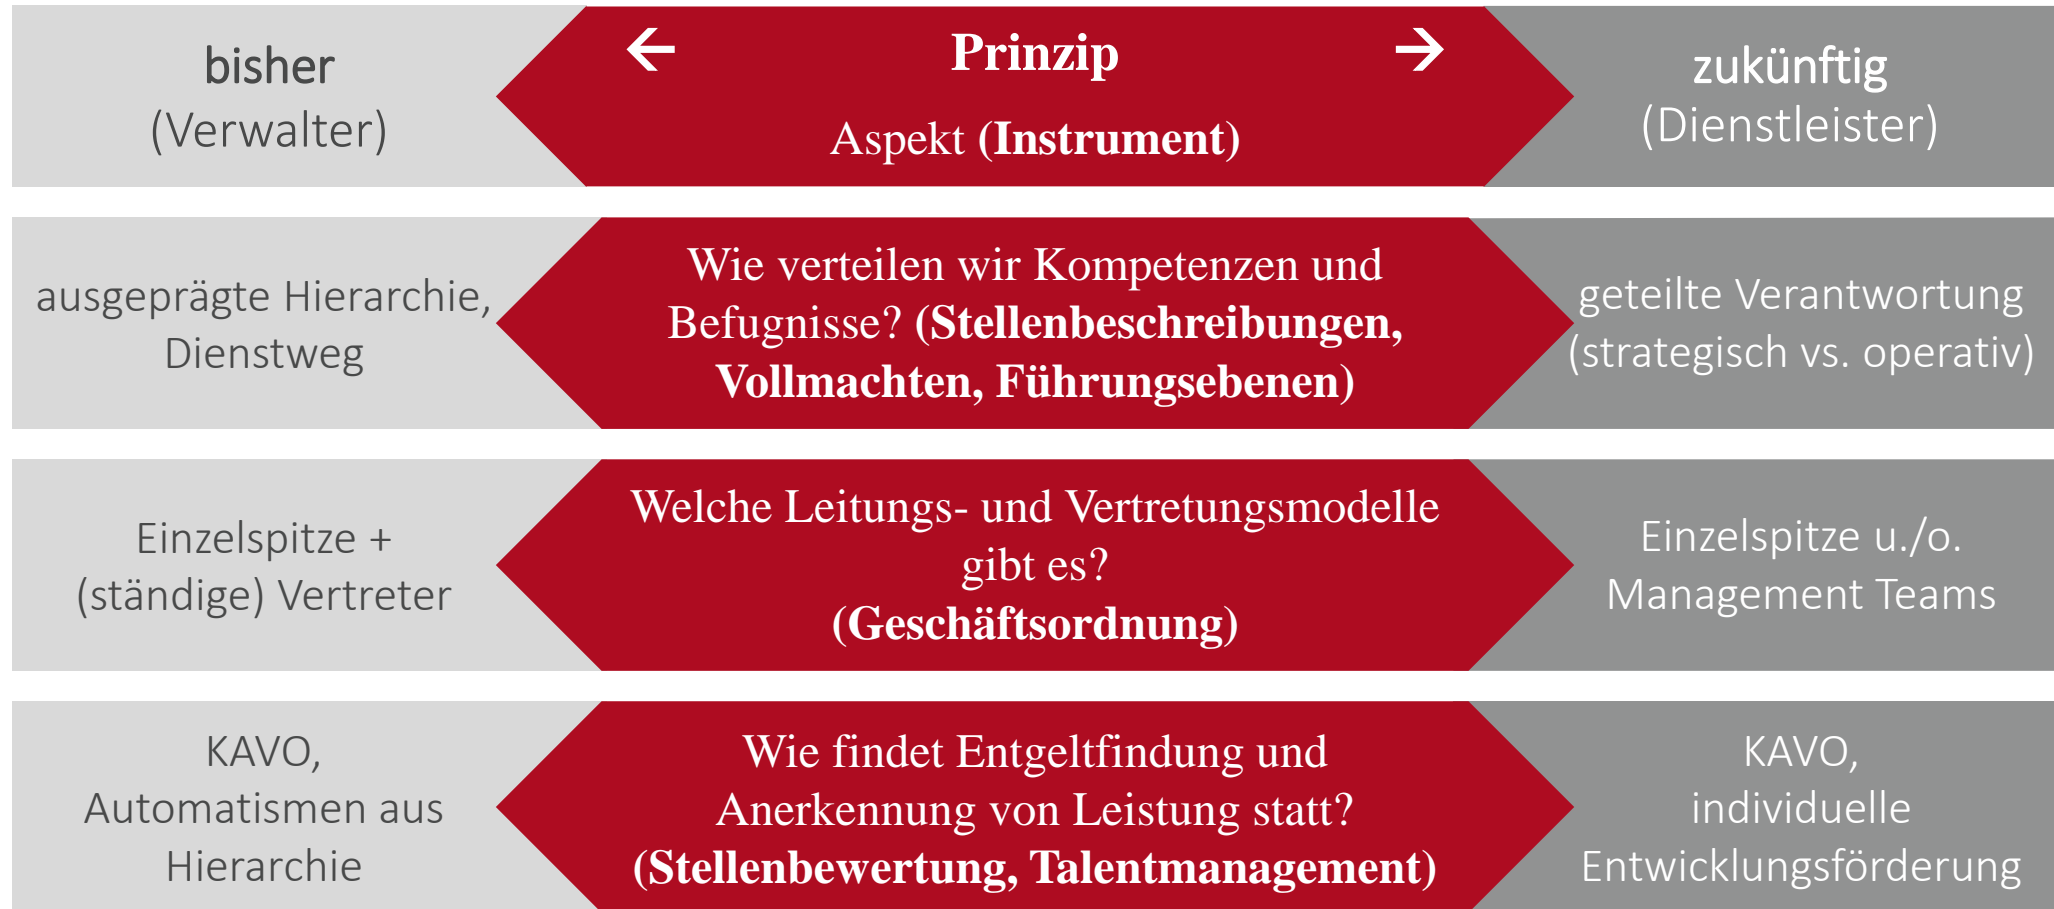 bisher
(Verwalter)
← Prinzip →
Aspekt (Instrument)
zukünftig
(Dienstleister)
ausgeprägte Hierarchie,
Dienstweg
Wie verteilen wir Kompetenzen und
Befugnisse? (Stellenbeschreibungen,
Vollmachten, Führungsebenen)
geteilte Verantwortung
(strategisch vs. operativ)
Einzelspitze +
(ständige) Vertreter
Welche Leitungs- und Vertretungsmodelle
gibt es?
(Geschäftsordnung)
Einzelspitze u./o.
Management Teams
KAVO,
Automatismen aus
Hierarchie
Wie findet Entgeltfindung und
Anerkennung von Leistung statt?
(Stellenbewertung, Talentmanagement)
KAVO,
individuelle
Entwicklungsförderung